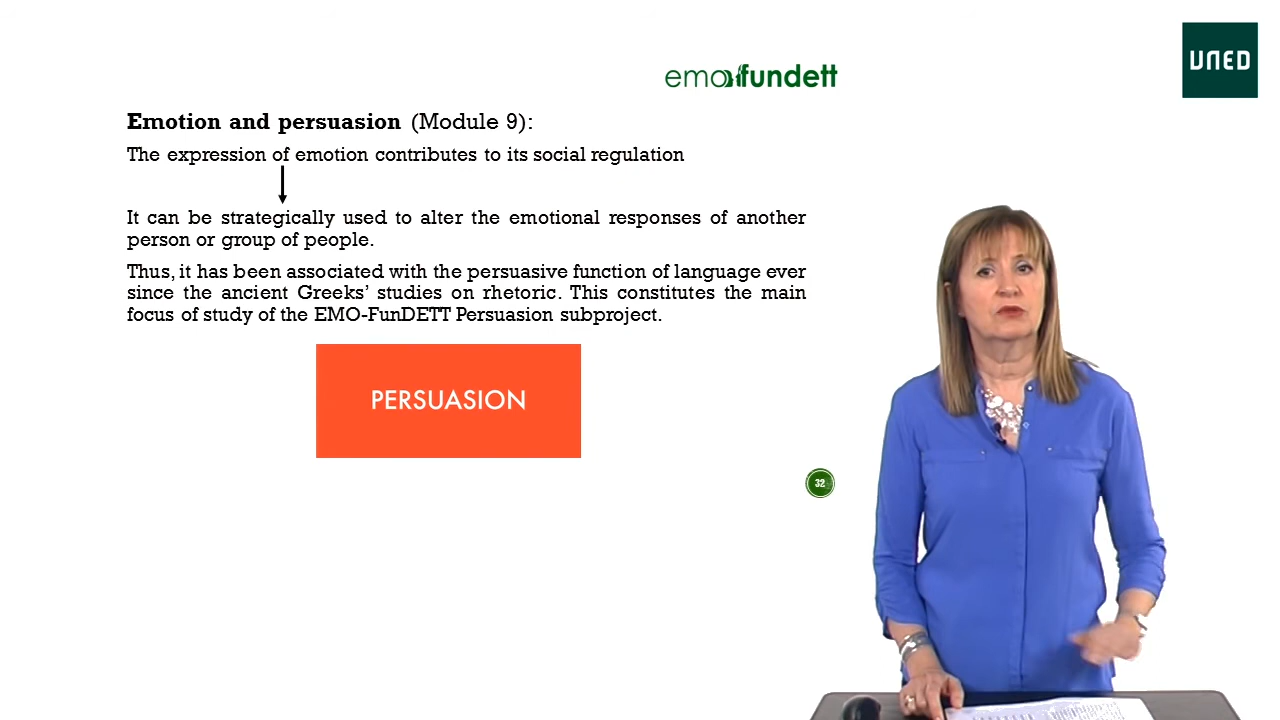 UNED
emofundett
Emotion and persuasion (Module 9):
The expression of emotion contributes to its social regulation
It can be strategically used to alter the emotional responses of another
person or group of people.
Thus, it has been associated with the persuasive function of language ever
since the ancient Greeks’ studies on rhetoric. This constitutes the main
focus of study of the EMO-FunDETT Persuasion subproject.
PERSUASION
32